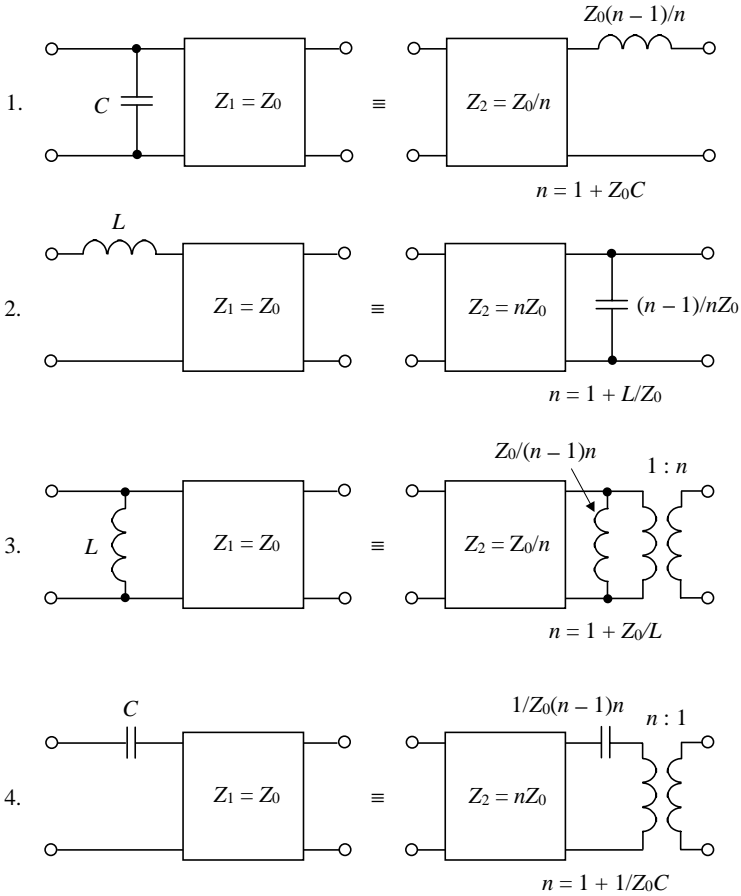 Z0(n – 1)/n
1.
C
Z1 = Z0
≡
Z2 = Z0/n
n = 1 + Z0C
L
2.
Z1 = Z0
≡
Z2 = nZ0
(n – 1)/nZ0
n = 1 + L/Z0
Z0/(n – 1)n
1 : n
3.
L
Z1 = Z0
≡
Z2 = Z0/n
n = 1 + Z0/L
C
1/Z0(n – 1)n
n : 1
4.
Z1 = Z0
≡
Z2 = nZ0
n = 1 + 1/Z0C